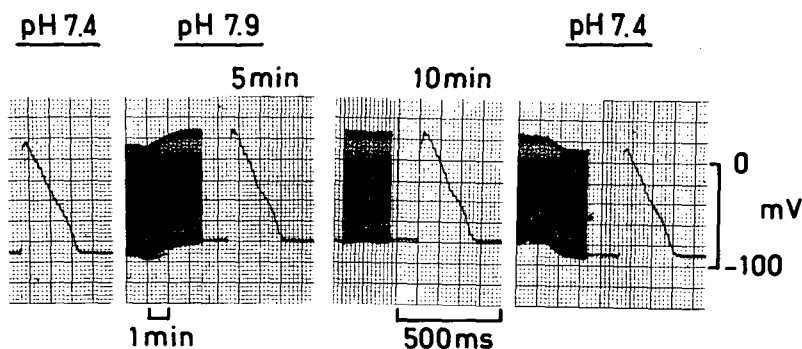 pH 7.4 pH 7.9 pH 7.4
5min 10min
0
mV
-100
1min 500ms